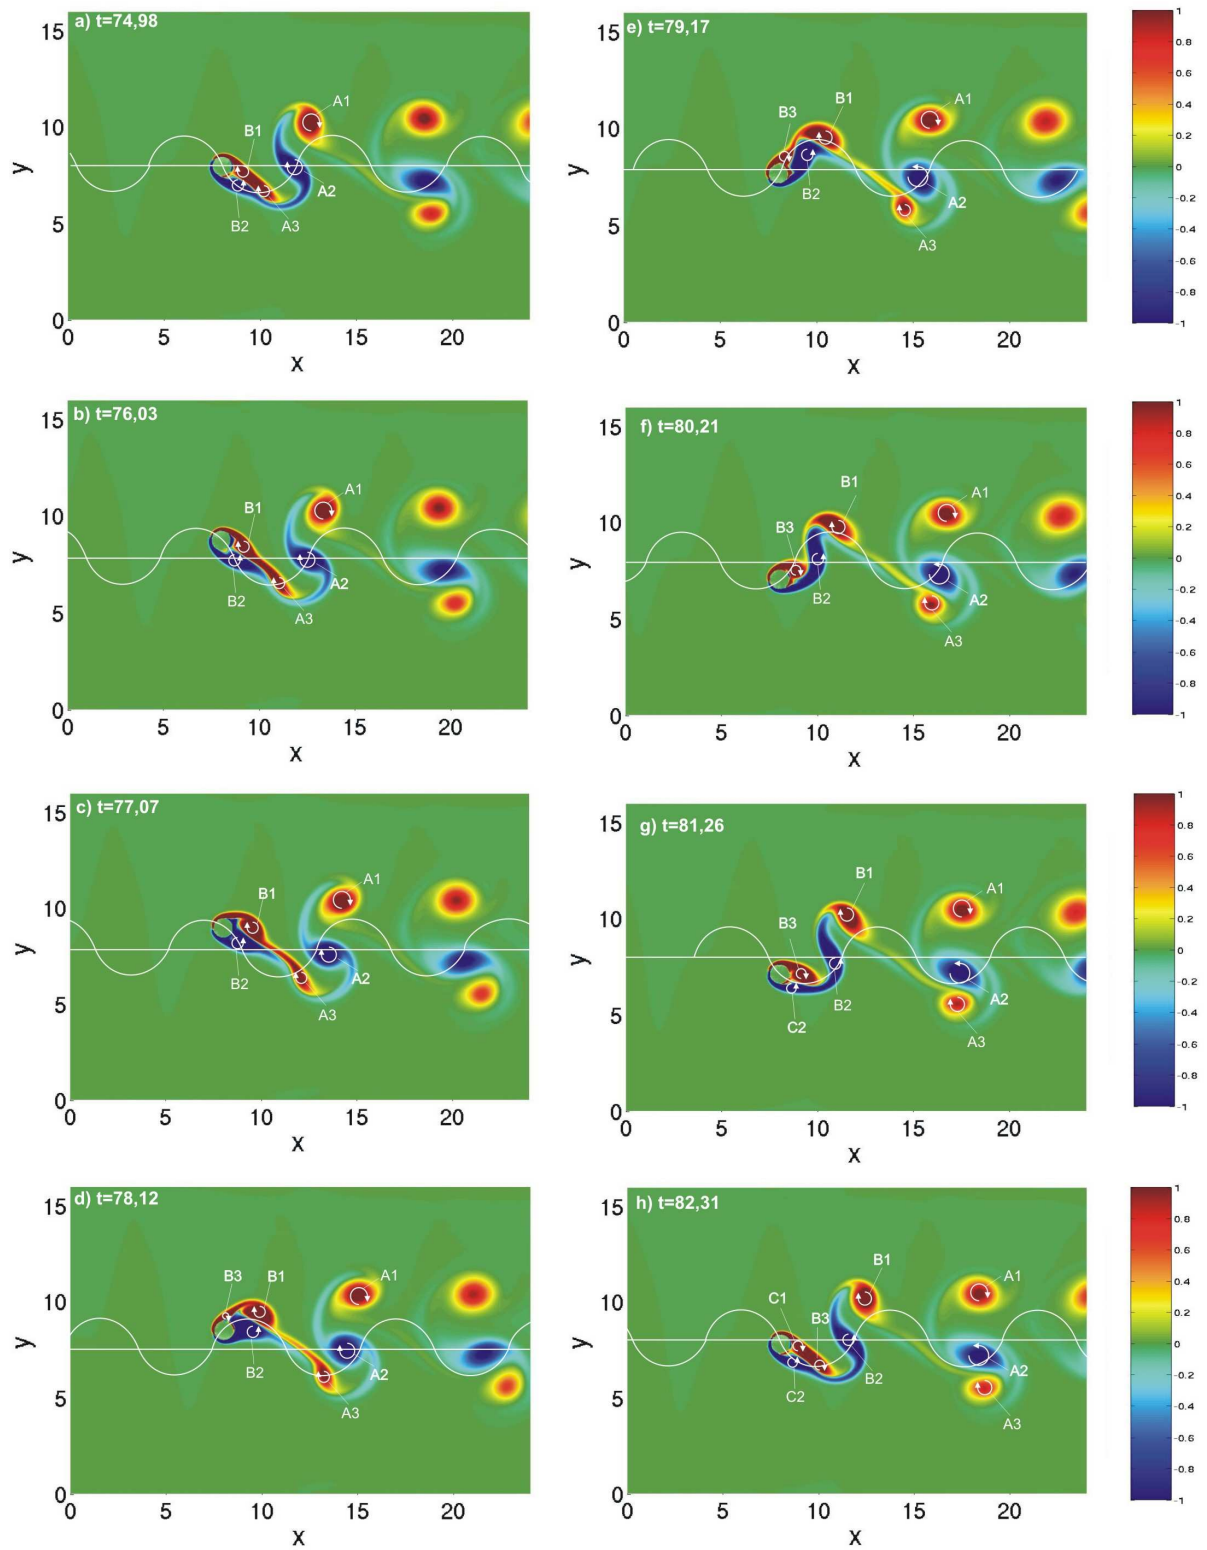 a) t=74,98
15
10
5
0
0 5 10 15 20
y
X
A1
B1
A2
B2
A3
e) t=79,17
15
10
5
0
0 5 10 15 20
y
X
B3
B1
A1
B2
A2
A3
1
0.8
0.6
0.4
0.2
0
-0.2
-0.4
-0.6
-0.8
-1
b) t=76,03
15
10
5
0
0 5 10 15 20
y
X
A1
B1
A2
B2
A3
f) t=80,21
15
10
5
0
0 5 10 15 20
y
X
B1
A1
B3
B2
A2
A3
1
0.8
0.6
0.4
0.2
0
-0.2
-0.4
-0.6
-0.8
-1
c) t=77,07
15
10
5
0
0 5 10 15 20
y
X
A1
B1
A2
B2
A3
g) t=81,26
15
10
5
0
0 5 10 15 20
y
X
B1
A1
B3
C2
B2
A2
A3
1
0.8
0.6
0.4
0.2
0
-0.2
-0.4
-0.6
-0.8
-1
d) t=78,12
15
10
5
0
0 5 10 15 20
y
X
B3
B1
A1
B2
A2
A3
h) t=82,31
15
10
5
0
0 5 10 15 20
y
X
B1
A1
C1
B3
C2
B2
A2
A3
1
0.8
0.6
0.4
0.2
0
-0.2
-0.4
-0.6
-0.8
-1